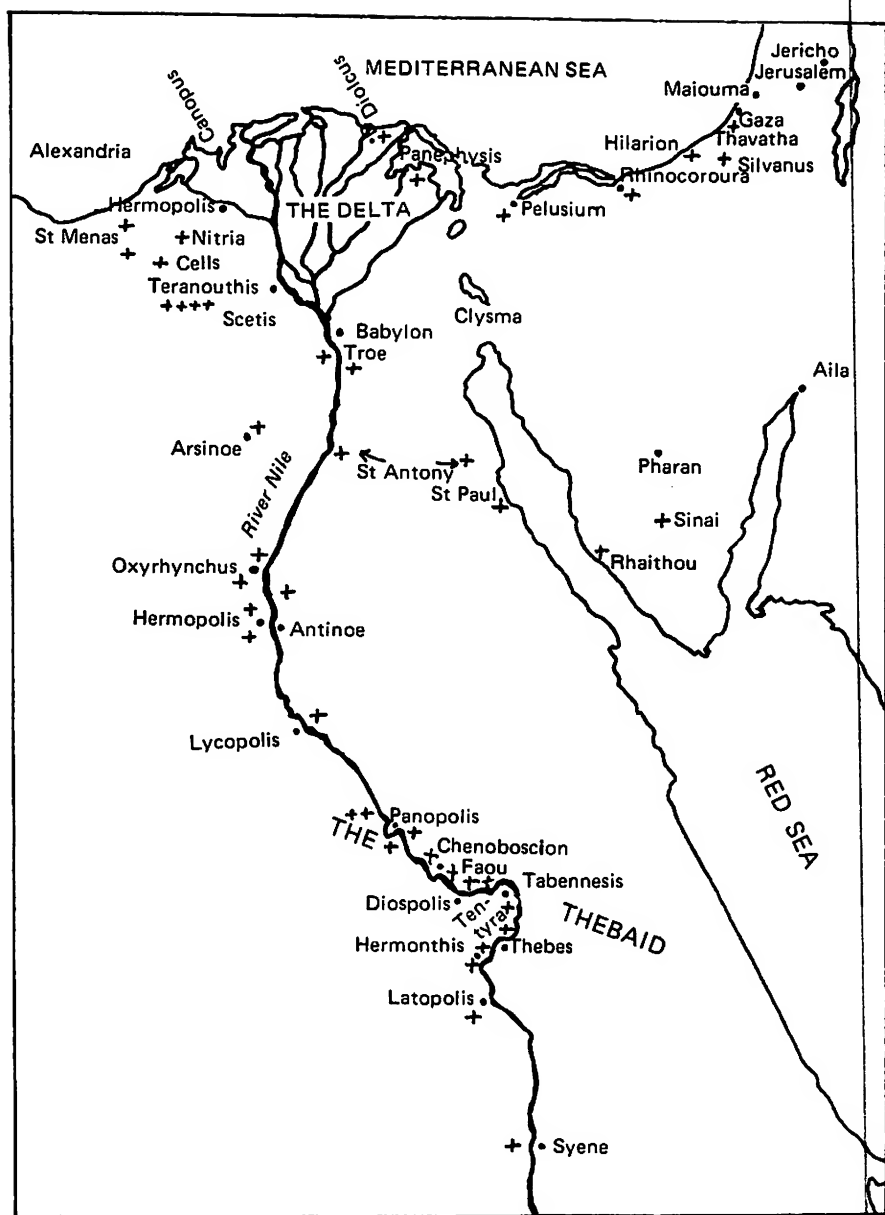 MEDITERRANEAN SEA
Jericho
Jerusalem
Maiouma
Gaza
Thavatha
Hilarion
Silvanus
Rhinocoroura
Canopus
Diolcus
Alexandria
Panephysis
Hermopolis
THE DELTA
Pelusium
St Menas
Nitria
Cells
Teranouthis
Scetis
Clysma
Babylon
Troe
Aila
Arsinoe
River Nile
St Antony
St Paul
Pharan
Sinai
Rhaithou
Oxyrhynchus
Hermopolis
Antinoe
Lycopolis
RED SEA
Panopolis
THE
Chenoboscion
Faou
Tabennesis
Diospolis
Ten-
tyra
THEBAID
Hermonthis
Thebes
Latopolis
Syene